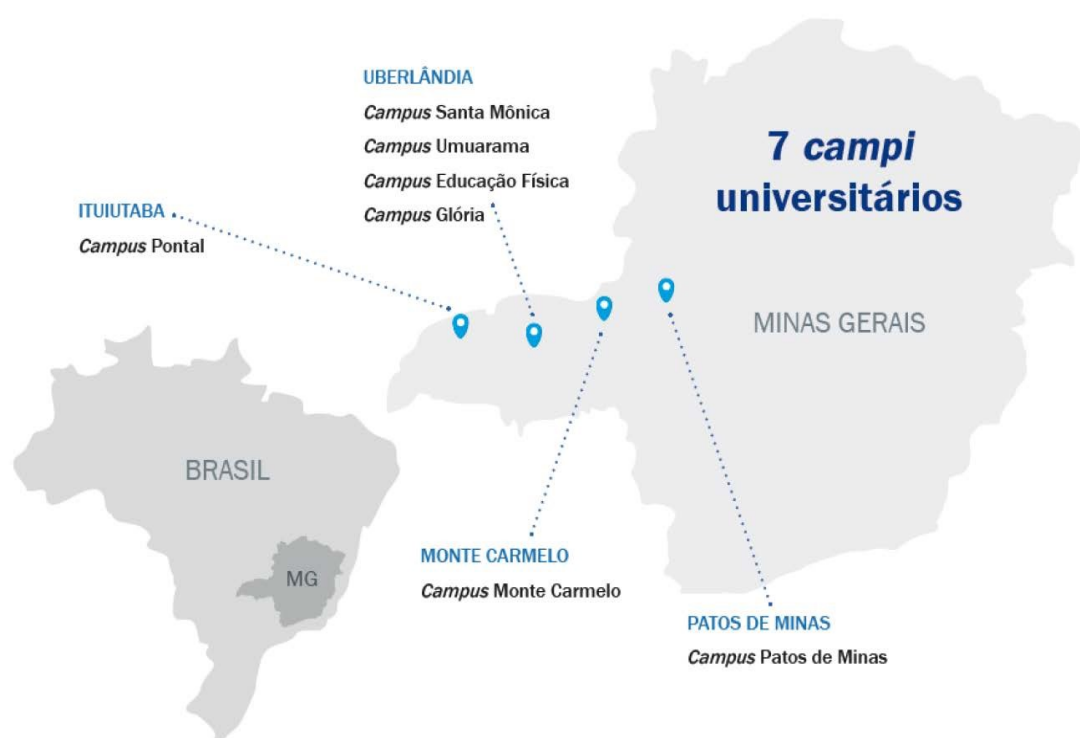 UBERLÂNDIA
Campus Santa Mônica
Campus Umuarama
Campus Educação Física
Campus Glória
7 campi
universitários
ITUIUTABA
Campus Pontal
MINAS GERAIS
BRASIL
MG
MONTE CARMELO
Campus Monte Carmelo
PATOS DE MINAS
Campus Patos de Minas